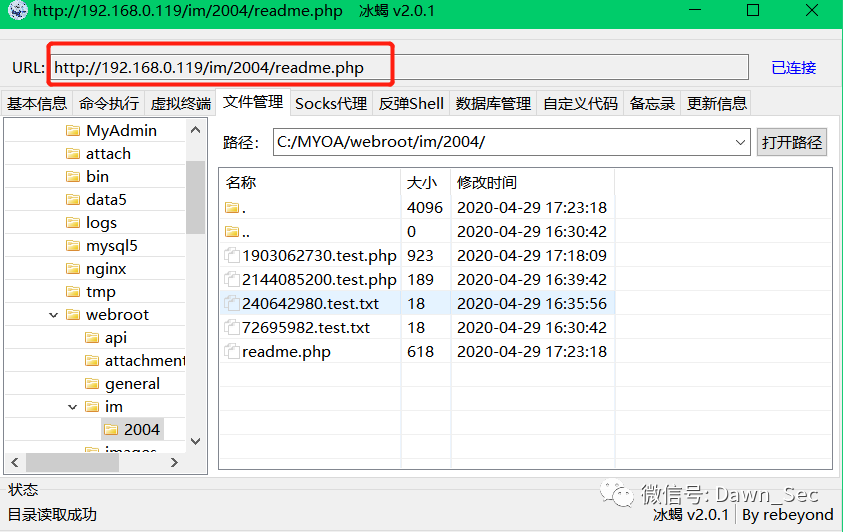 http://192.168.0.119/im/2004/readme.php 冰蝎 v2.0.1
URL: http://192.168.0.119/im/2004/readme.php 已连接
基本信息 命令执行 虚拟终端 文件管理 Socks代理 反弹Shell 数据库管理 自定义代码 备忘录 更新信息
MyAdmin
attach
bin
data5
logs
mysql5
nginx
tmp
webroot
api
attachment
general
im
2004
images
路径: C:/MYOA/webroot/im/2004/ 打开路径
名称 大小 修改时间
. 4096 2020-04-29 17:23:18
.. 0 2020-04-29 16:30:42
1903062730.test.php 923 2020-04-29 17:18:09
2144085200.test.php 189 2020-04-29 16:39:42
240642980.test.txt 18 2020-04-29 16:35:56
72695982.test.txt 18 2020-04-29 16:30:42
readme.php 618 2020-04-29 17:23:18
状态
微信号: Dawn_Sec
目录读取成功 冰蝎 v2.0.1 By rebeyond